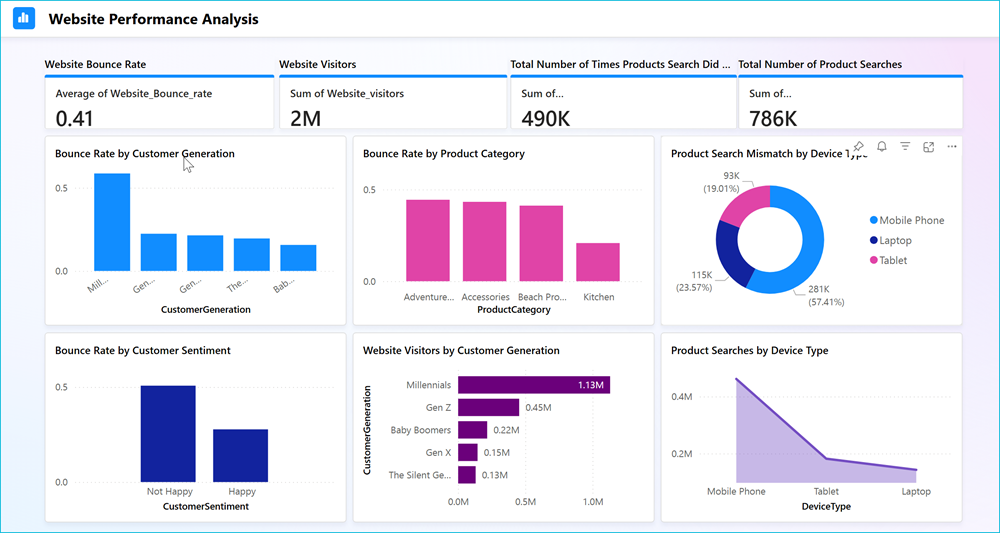 Website Performance Analysis
Website Bounce Rate
Average of Website_Bounce_rate
0.41
Website Visitors
Sum of Website_visitors
2M
Total Number of Times Products Search Did ...
Sum of...
490K
Total Number of Product Searches
Sum of...
786K
Bounce Rate by Customer Generation
0.5
0.0
Mill...
Gen...
Gen...
The...
Bab...
CustomerGeneration
Bounce Rate by Product Category
0.5
0.0
Adventure...
Accessories
Beach Pro...
Kitchen
ProductCategory
Product Search Mismatch by Device Type
93K
(19.01%)
115K
(23.57%)
281K
(57.41%)
Mobile Phone
Laptop
Tablet
Bounce Rate by Customer Sentiment
0.5
0.0
Not Happy
Happy
CustomerSentiment
Website Visitors by Customer Generation
CustomerGeneration
Millennials 1.13M
Gen Z 0.45M
Baby Boomers 0.22M
Gen X 0.15M
The Silent Ge... 0.13M
0.0M 0.5M 1.0M
Product Searches by Device Type
0.4M
0.2M
Mobile Phone
Tablet
Laptop
DeviceType